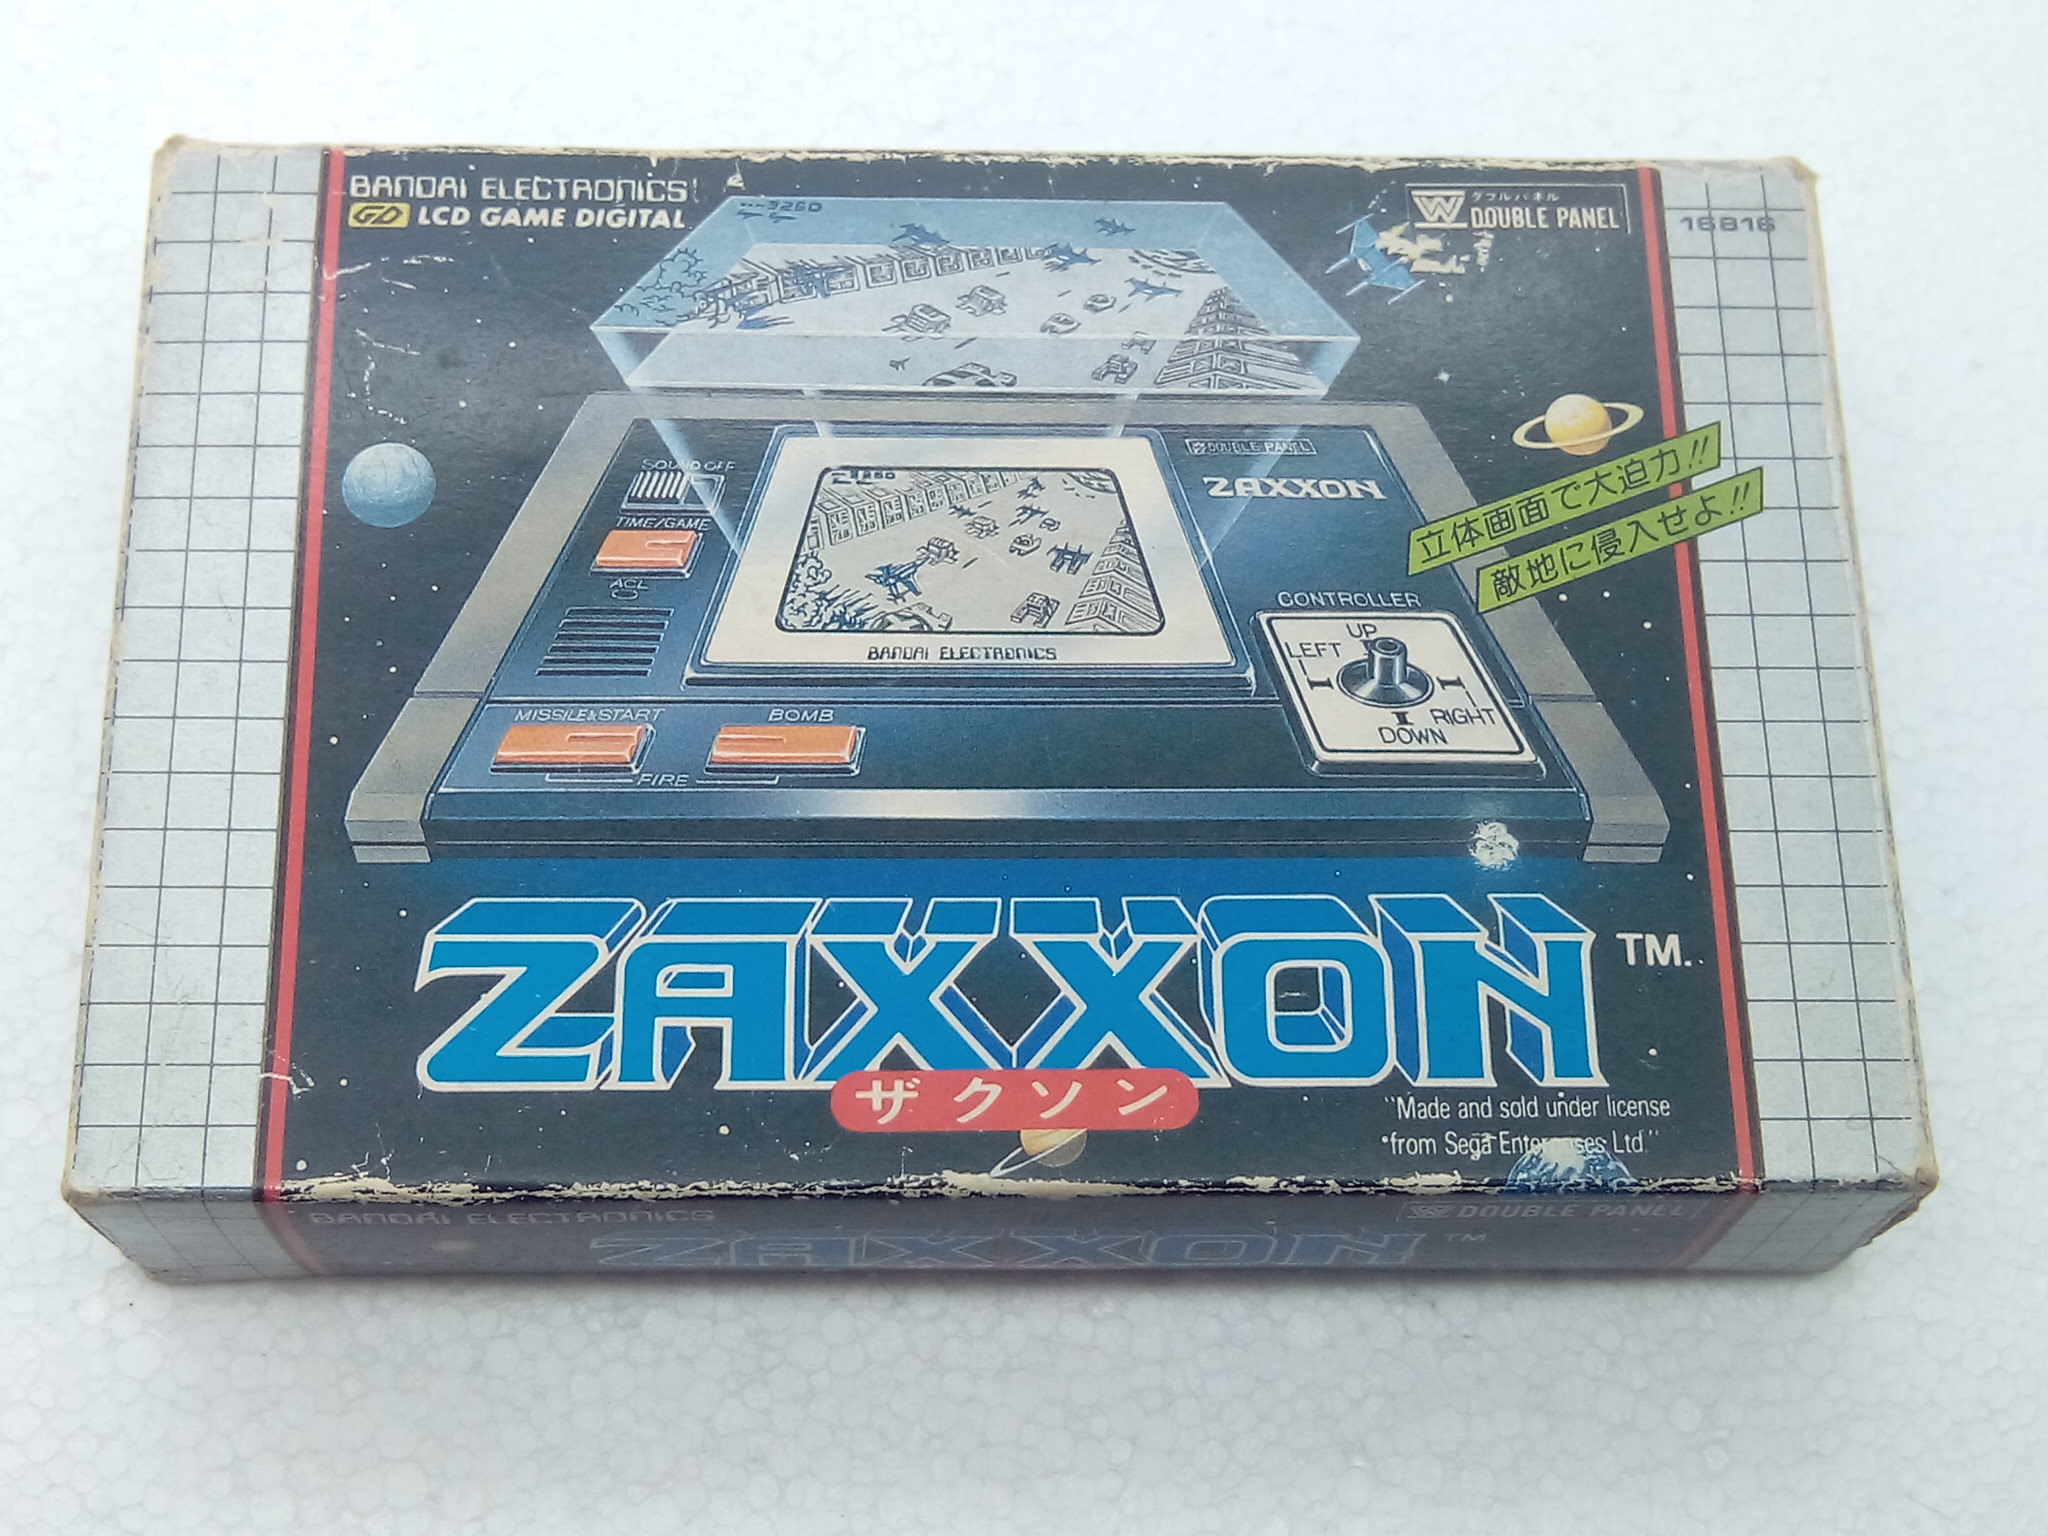 BANDAI ELECTRONICS
GD LCD GAME DIGITAL
W ダブルパネル
DOUBLE PANEL
16816
3260
SOUND OFF
TIME/GAME
ACL
W DOUBLE PANEL
ZAXXON
立体画面で大迫力!!
敵地に侵入せよ!!
BANDAI ELECTRONICS
CONTROLLER
UP
LEFT
RIGHT
DOWN
MISSILE&START
BOMB
FIRE
ZAXXON TM.
ザクソン
"Made and sold under license
from Sega Enterprises Ltd."
BANDAI ELECTRONICS
W DOUBLE PANEL
ZAXXON TM